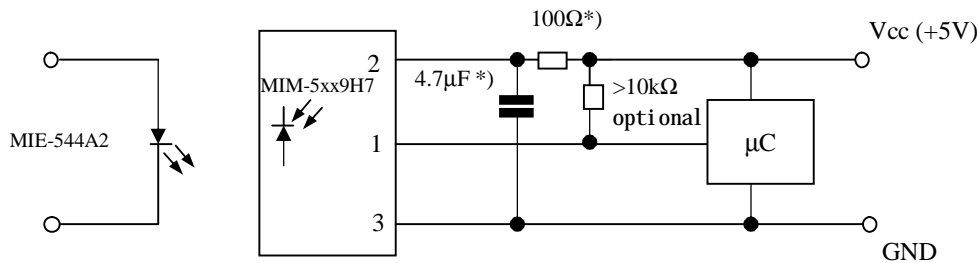 100Ω*)
Vcc (+5V)
2
4.7μF *)
MIM-5xx9H7
>10kΩ
optional
MIE-544A2
1
μC
3
GND